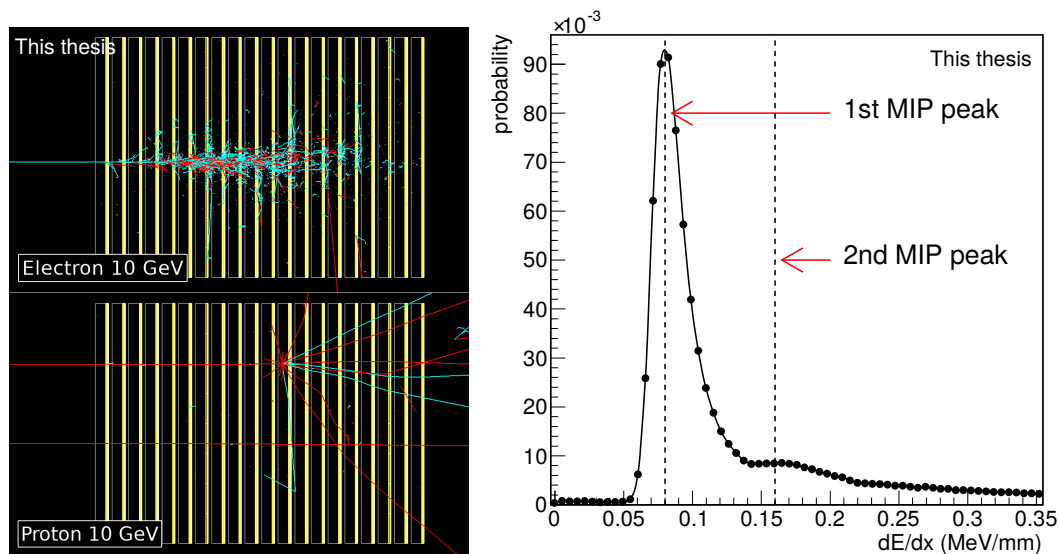 This thesis
Electron 10 GeV
Proton 10 GeV
×10⁻³
This thesis
probability
90
80
70
60
50
40
30
20
10
0
1st MIP peak
2nd MIP peak
0 0.05 0.1 0.15 0.2 0.25 0.3 0.35
dE/dx (MeV/mm)